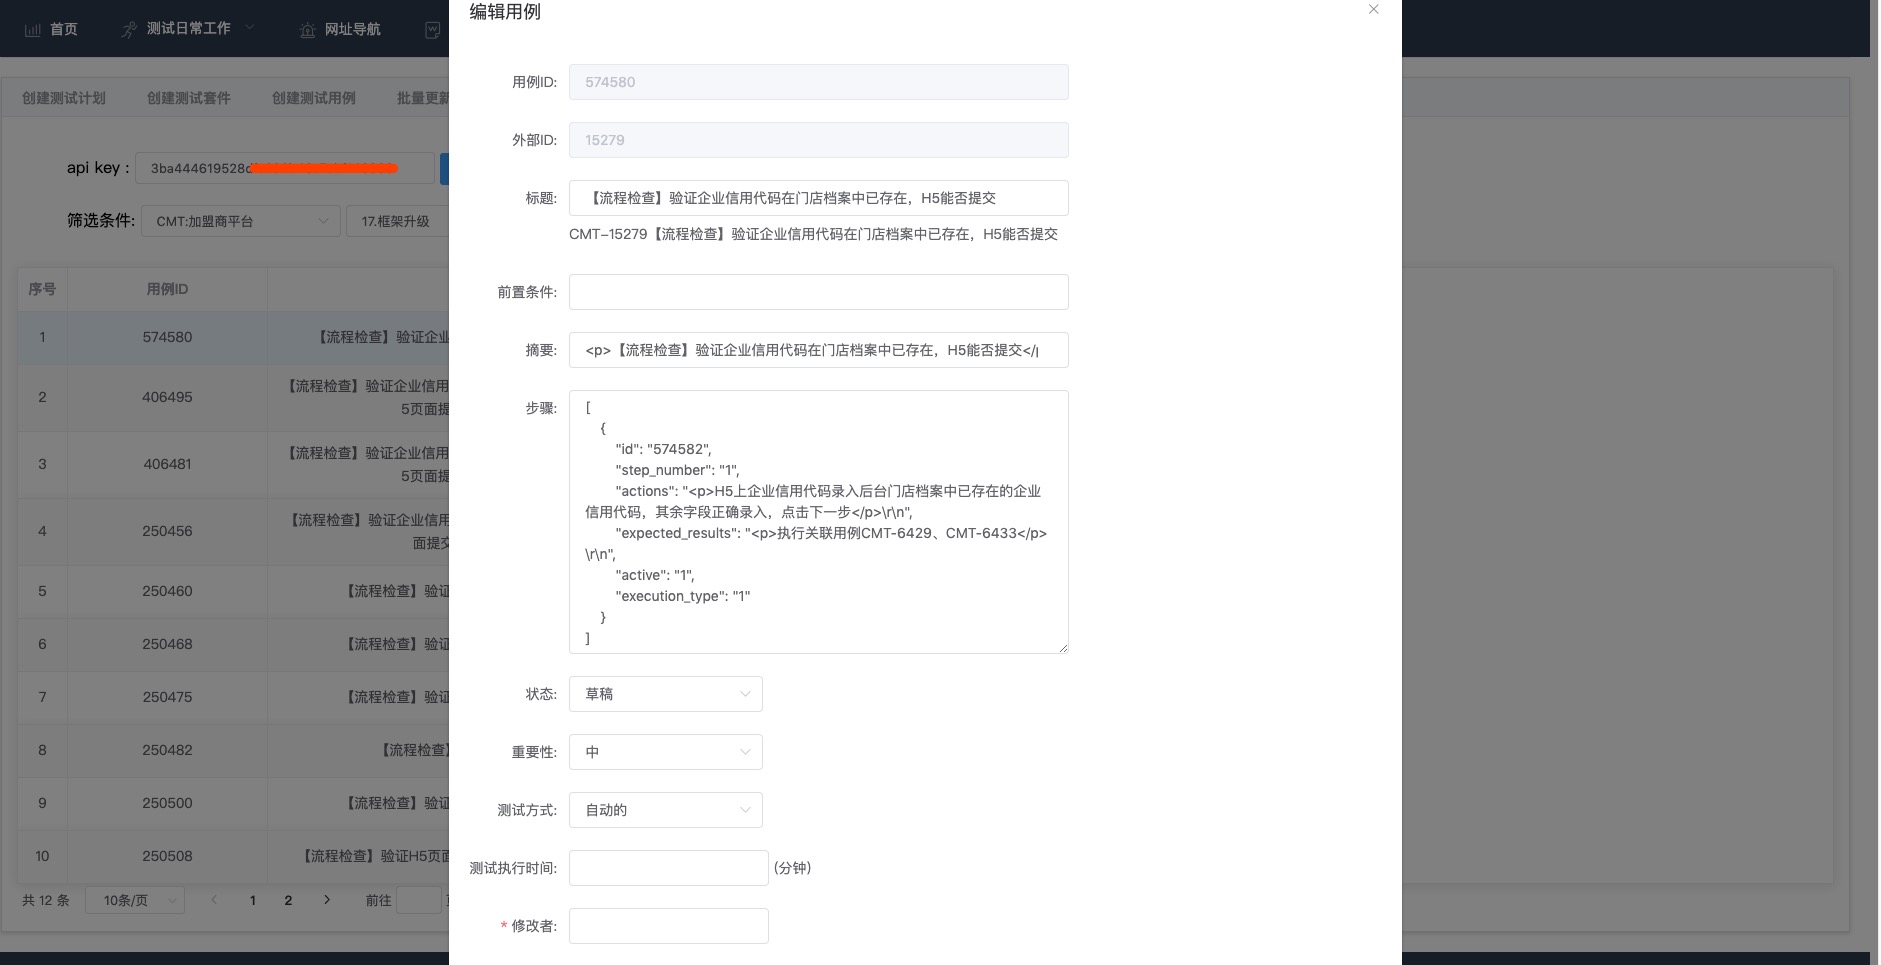 编辑用例
首页
测试日常工作
网址导航
创建测试计划
创建测试套件
创建测试用例
批量更新
api key :
3ba444619528
筛选条件:
CMT:加盟商平台
17.框架升级
序号
用例ID
1
574580
【流程检查】验证企业
2
406495
【流程检查】验证企业信用
5页面提
3
406481
【流程检查】验证企业信用
5页面提
4
250456
【流程检查】验证企业信用
面提交
5
250460
【流程检查】验证
6
250468
【流程检查】验证
7
250475
【流程检查】验证
8
250482
【流程检查】
9
250500
【流程检查】验证
10
250508
【流程检查】验证H5页面
共 12 条
10条/页
1
2
前往
用例ID:
574580
外部ID:
15279
标题:
【流程检查】验证企业信用代码在门店档案中已存在，H5能否提交
CMT-15279【流程检查】验证企业信用代码在门店档案中已存在，H5能否提交
前置条件:
摘要:
<p>【流程检查】验证企业信用代码在门店档案中已存在，H5能否提交</p
步骤:
[
{
"id": "574582",
"step_number": "1",
"actions": "<p>H5上企业信用代码录入后台门店档案中已存在的企业
信用代码，其余字段正确录入，点击下一步</p>\r\n",
"expected_results": "<p>执行关联用例CMT-6429、CMT-6433</p>
\r\n",
"active": "1",
"execution_type": "1"
}
]
状态:
草稿
重要性:
中
测试方式:
自动的
测试执行时间:
(分钟)
* 修改者: